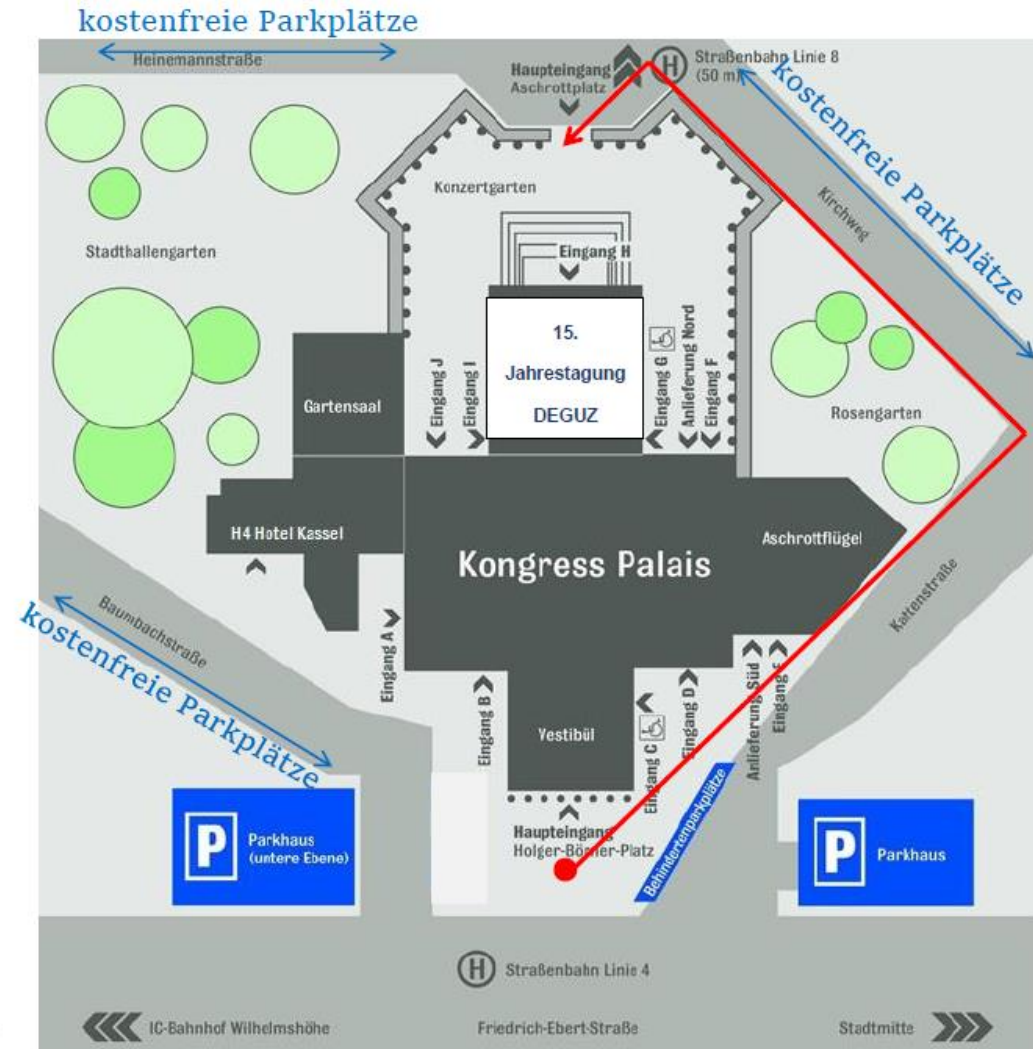 kostenfreie Parkplätze
Heinemannstraße
Haupteingang
Aschrottplatz
H
Straßenbahn Linie 8
(50 m)
kostenfreie Parkplätze
Kirchweg
Konzertgarten
Stadthallengarten
Eingang H
15.
Jahrestagung
DEGUZ
Eingang J
Eingang I
Eingang G
Anlieferung Nord
Eingang F
Gartensaal
Rosengarten
H4 Hotel Kassel
Kongress Palais
Aschrottflügel
Baumbachstraße
kostenfreie Parkplätze
Kattenstraße
Eingang A
Eingang B
Vestibül
Eingang C
Eingang D
Anlieferung Süd
Eingang E
Haupteingang
Holger-Börner-Platz
Behindertenparkplätze
P
Parkhaus
(untere Ebene)
P
Parkhaus
H
Straßenbahn Linie 4
IC-Bahnhof Wilhelmshöhe
Friedrich-Ebert-Straße
Stadtmitte